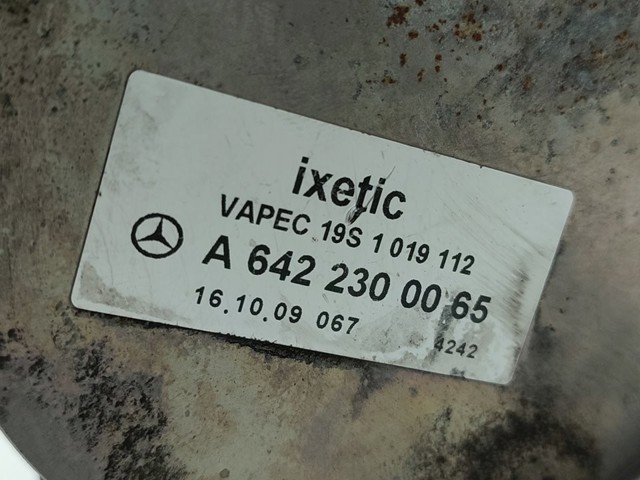 ixetic
VAPEC 19S 1 019 112
A 642 230 00 65
16.10.09 067
4242